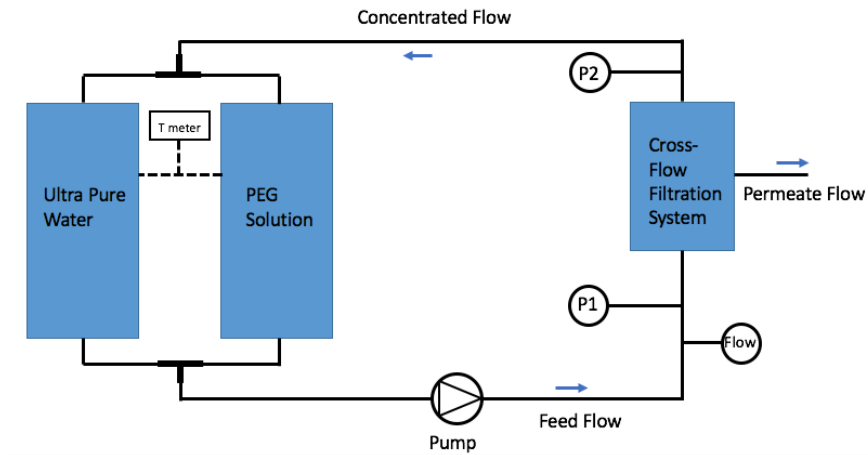 Concentrated Flow
P2
T meter
Cross-
Flow
Filtration
System
Ultra Pure
Water
PEG
Solution
Permeate Flow
P1
Flow
Feed Flow
Pump